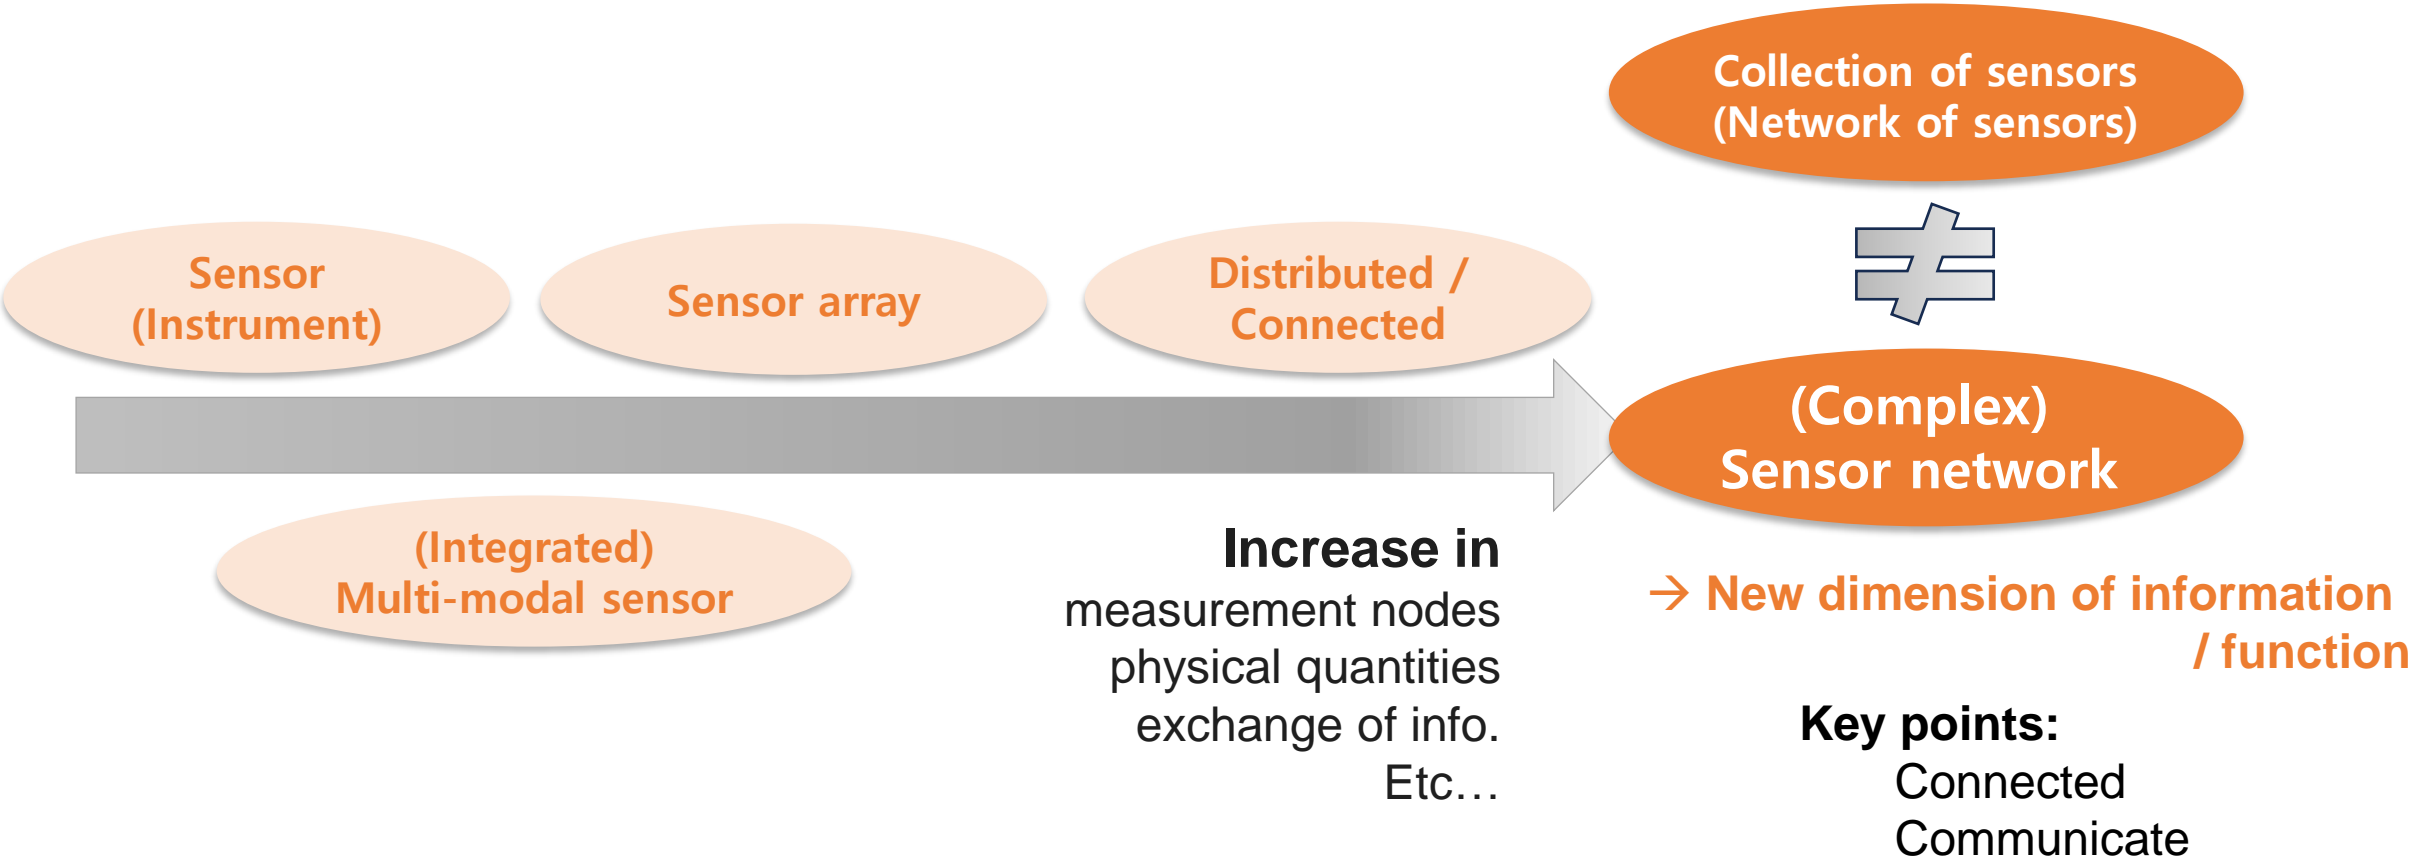 Collection of sensors
(Network of sensors)
≠
Sensor
(Instrument)
Sensor array
Distributed /
Connected
(Complex)
Sensor network
(Integrated)
Multi-modal sensor
Increase in
measurement nodes
physical quantities
exchange of info.
Etc…
→ New dimension of information
/ function
Key points:
Connected
Communicate